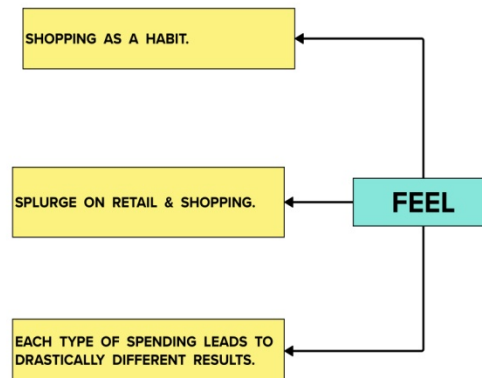 SHOPPING AS A HABIT.
SPLURGE ON RETAIL & SHOPPING.
FEEL
EACH TYPE OF SPENDING LEADS TO
DRASTICALLY DIFFERENT RESULTS.